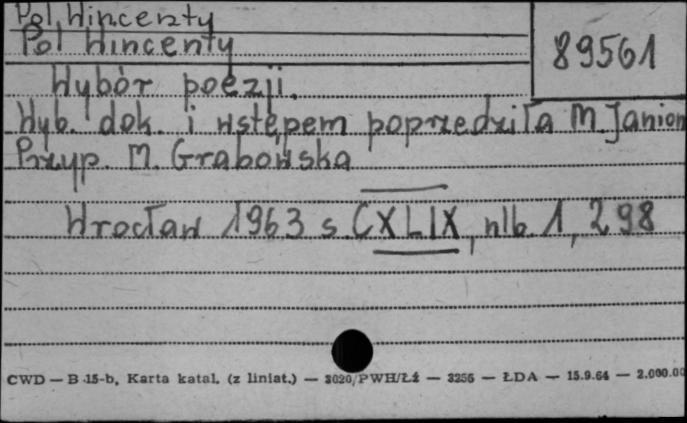 Pol Wincenty
Pol Wincenty
89561
Wybór poezji.
Wyb. dok. i wstępem poprzedziła M. Janion
Przyp. M. Grabowska
Wrocław 1963 s. CXLIX, nlb. 1, 298
CWD — B 15-b, Karta katal. (z liniat.) — 3020/PWH/Łź — 3256 — ŁDA — 15.9.64 — 2.000.00